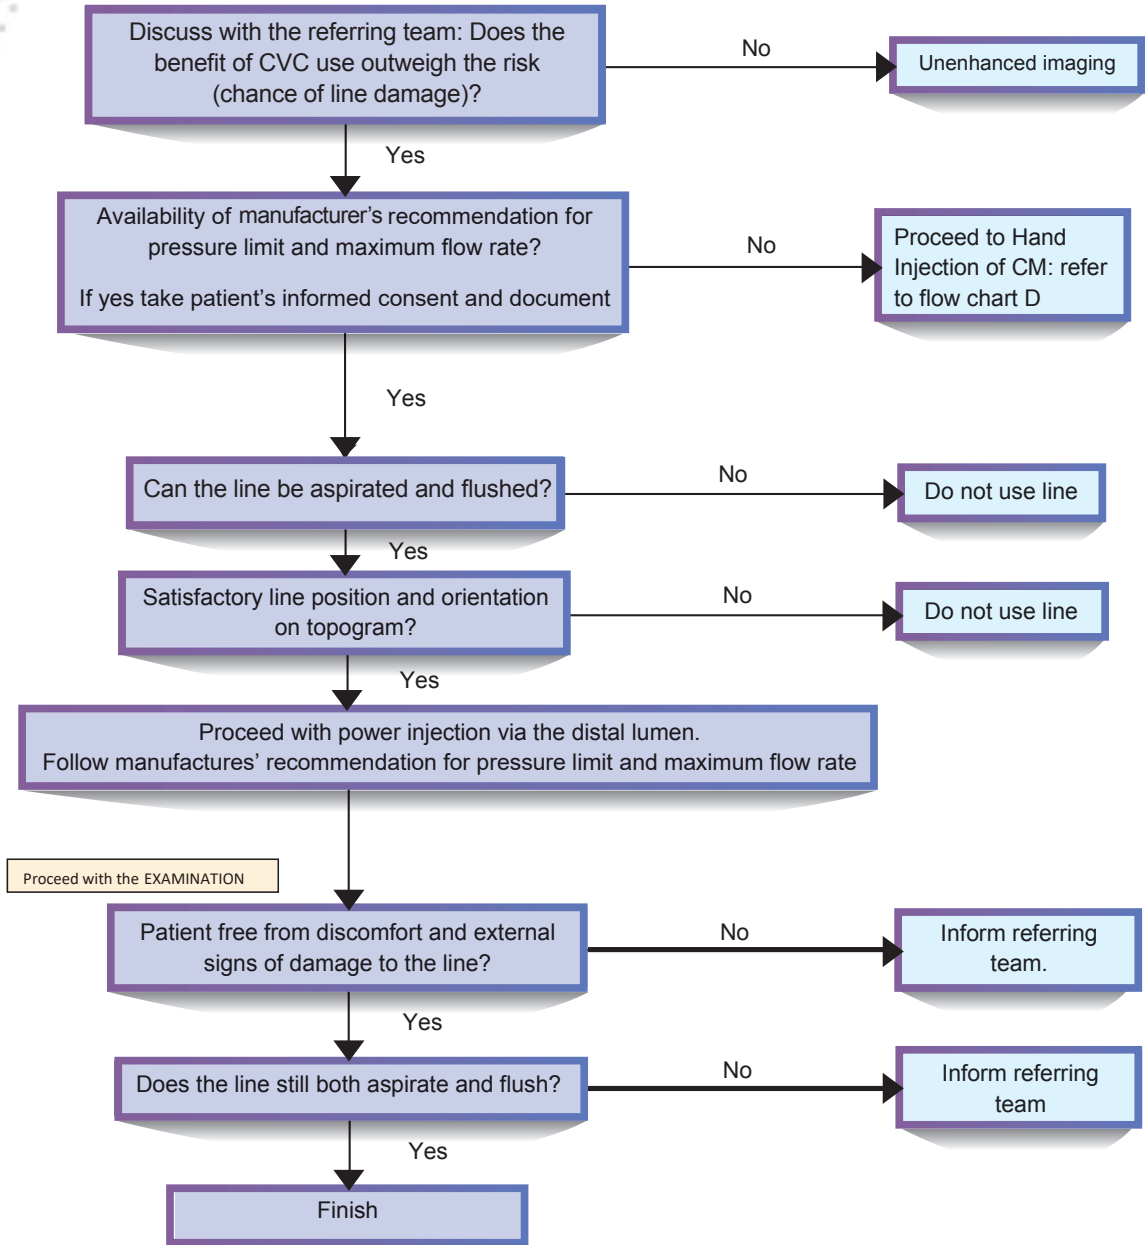 Discuss with the referring team: Does the
benefit of CVC use outweigh the risk
(chance of line damage)?
No
Unenhanced imaging
Yes
Availability of manufacturer's recommendation for
pressure limit and maximum flow rate?
If yes take patient's informed consent and document
No
Proceed to Hand
Injection of CM: refer
to flow chart D
Yes
Can the line be aspirated and flushed?
No
Do not use line
Yes
Satisfactory line position and orientation
on topogram?
No
Do not use line
Yes
Proceed with power injection via the distal lumen.
Follow manufactures' recommendation for pressure limit and maximum flow rate
Proceed with the EXAMINATION
Patient free from discomfort and external
signs of damage to the line?
No
Inform referring
team.
Yes
Does the line still both aspirate and flush?
No
Inform referring
team
Yes
Finish